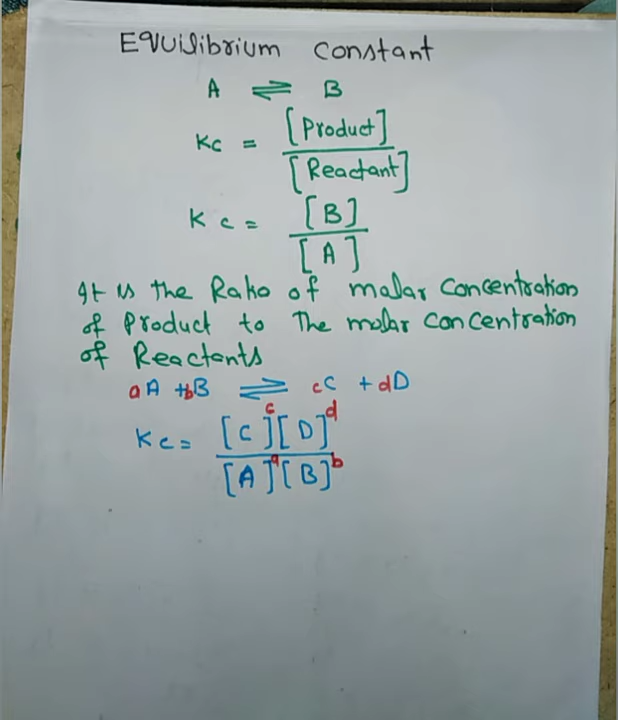 Equilibrium constant
A ⇌ B
Kc = [Product] / [Reactant]
Kc = [B] / [A]
It is the Ratio of molar Concentration
of Product to The molar Concentration
of Reactants
aA + bB ⇌ cC + dD
Kc = [C]^c [D]^d / [A]^a [B]^b